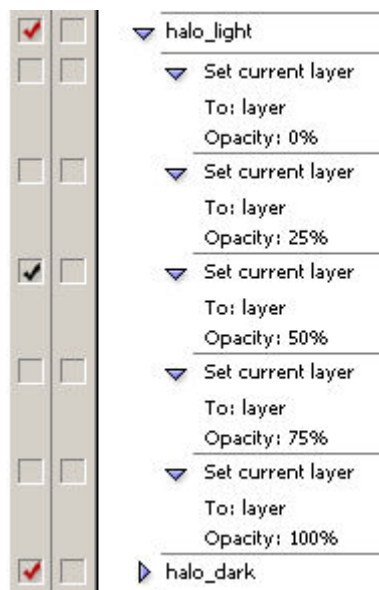 halo_light
Set current layer
To: layer
Opacity: 0%
Set current layer
To: layer
Opacity: 25%
Set current layer
To: layer
Opacity: 50%
Set current layer
To: layer
Opacity: 75%
Set current layer
To: layer
Opacity: 100%
halo_dark